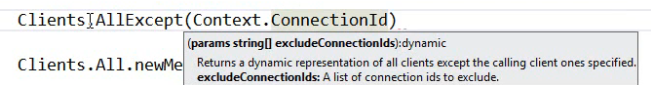 Clients.AllExcept(Context.ConnectionId)
(params string[] excludeConnectionIds):dynamic
Clients.All.newMe
Returns a dynamic representation of all clients except the calling client ones specified.
excludeConnectionIds: A list of connection ids to exclude.